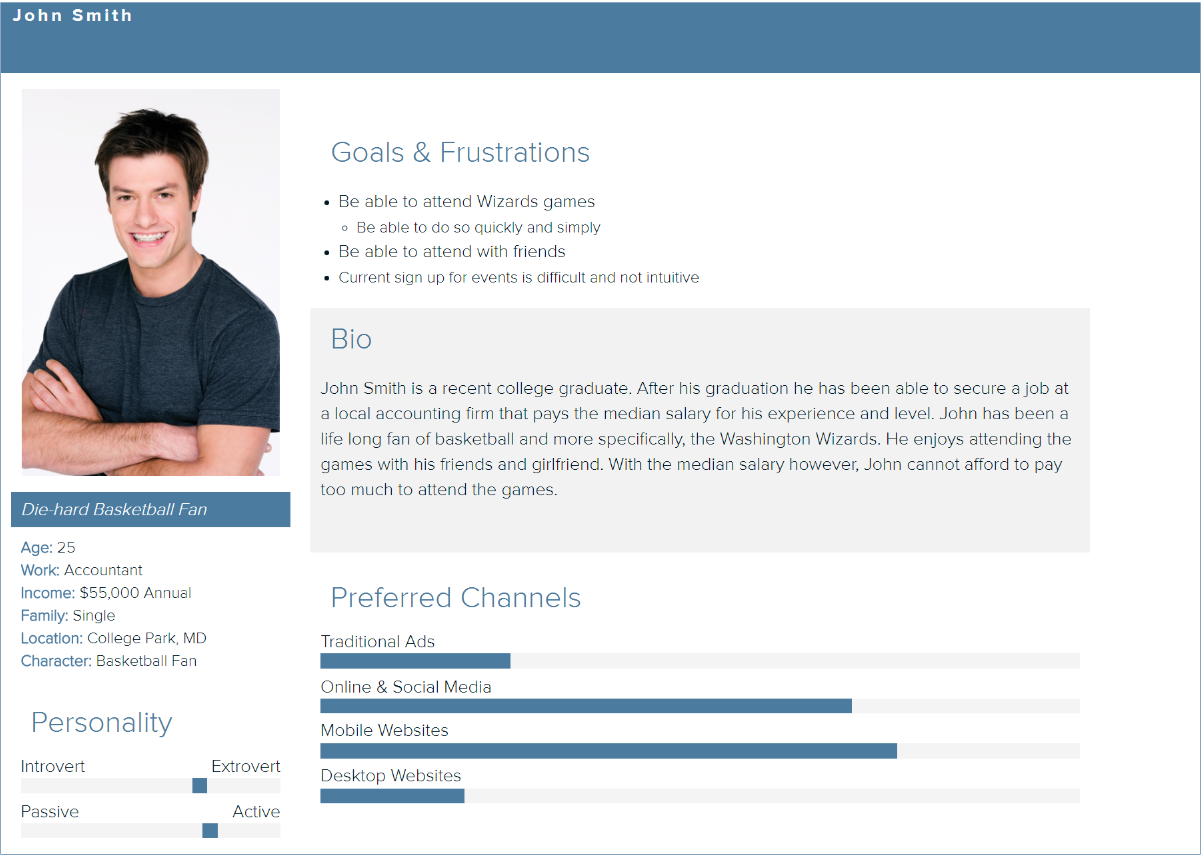 John Smith
Goals & Frustrations
Be able to attend Wizards games
Be able to do so quickly and simply
Be able to attend with friends
Current sign up for events is difficult and not intuitive
Bio
John Smith is a recent college graduate. After his graduation he has been able to secure a job at
a local accounting firm that pays the median salary for his experience and level. John has been a
life long fan of basketball and more specifically, the Washington Wizards. He enjoys attending the
games with his friends and girlfriend. With the median salary however, John cannot afford to pay
too much to attend the games.
Die-hard Basketball Fan
Age: 25
Work: Accountant
Income: $55,000 Annual
Family: Single
Location: College Park, MD
Character: Basketball Fan
Personality
Introvert Extrovert
Passive Active
Preferred Channels
Traditional Ads
Online & Social Media
Mobile Websites
Desktop Websites